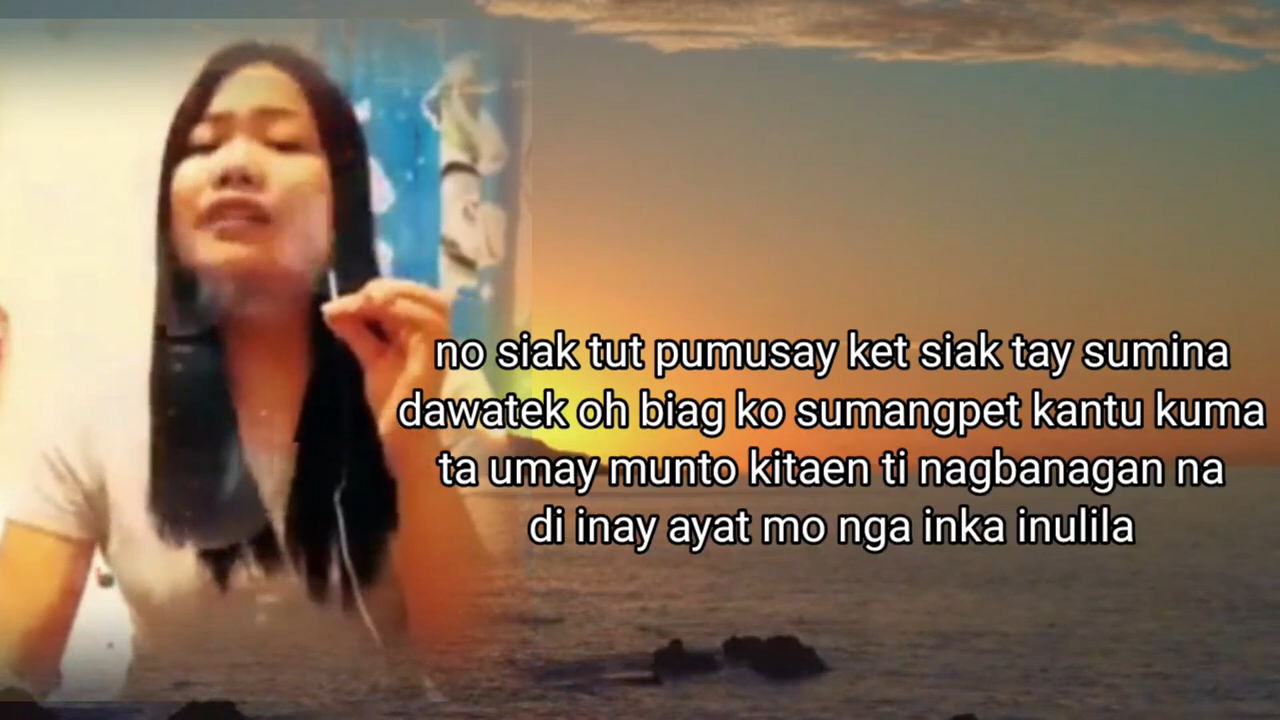 no siak tut pumusay ket siak tay sumina
dawatek oh biag ko sumangpet kantu kuma
ta umay munto kitaen ti nagbanagan na
di inay ayat mo nga inka inulila